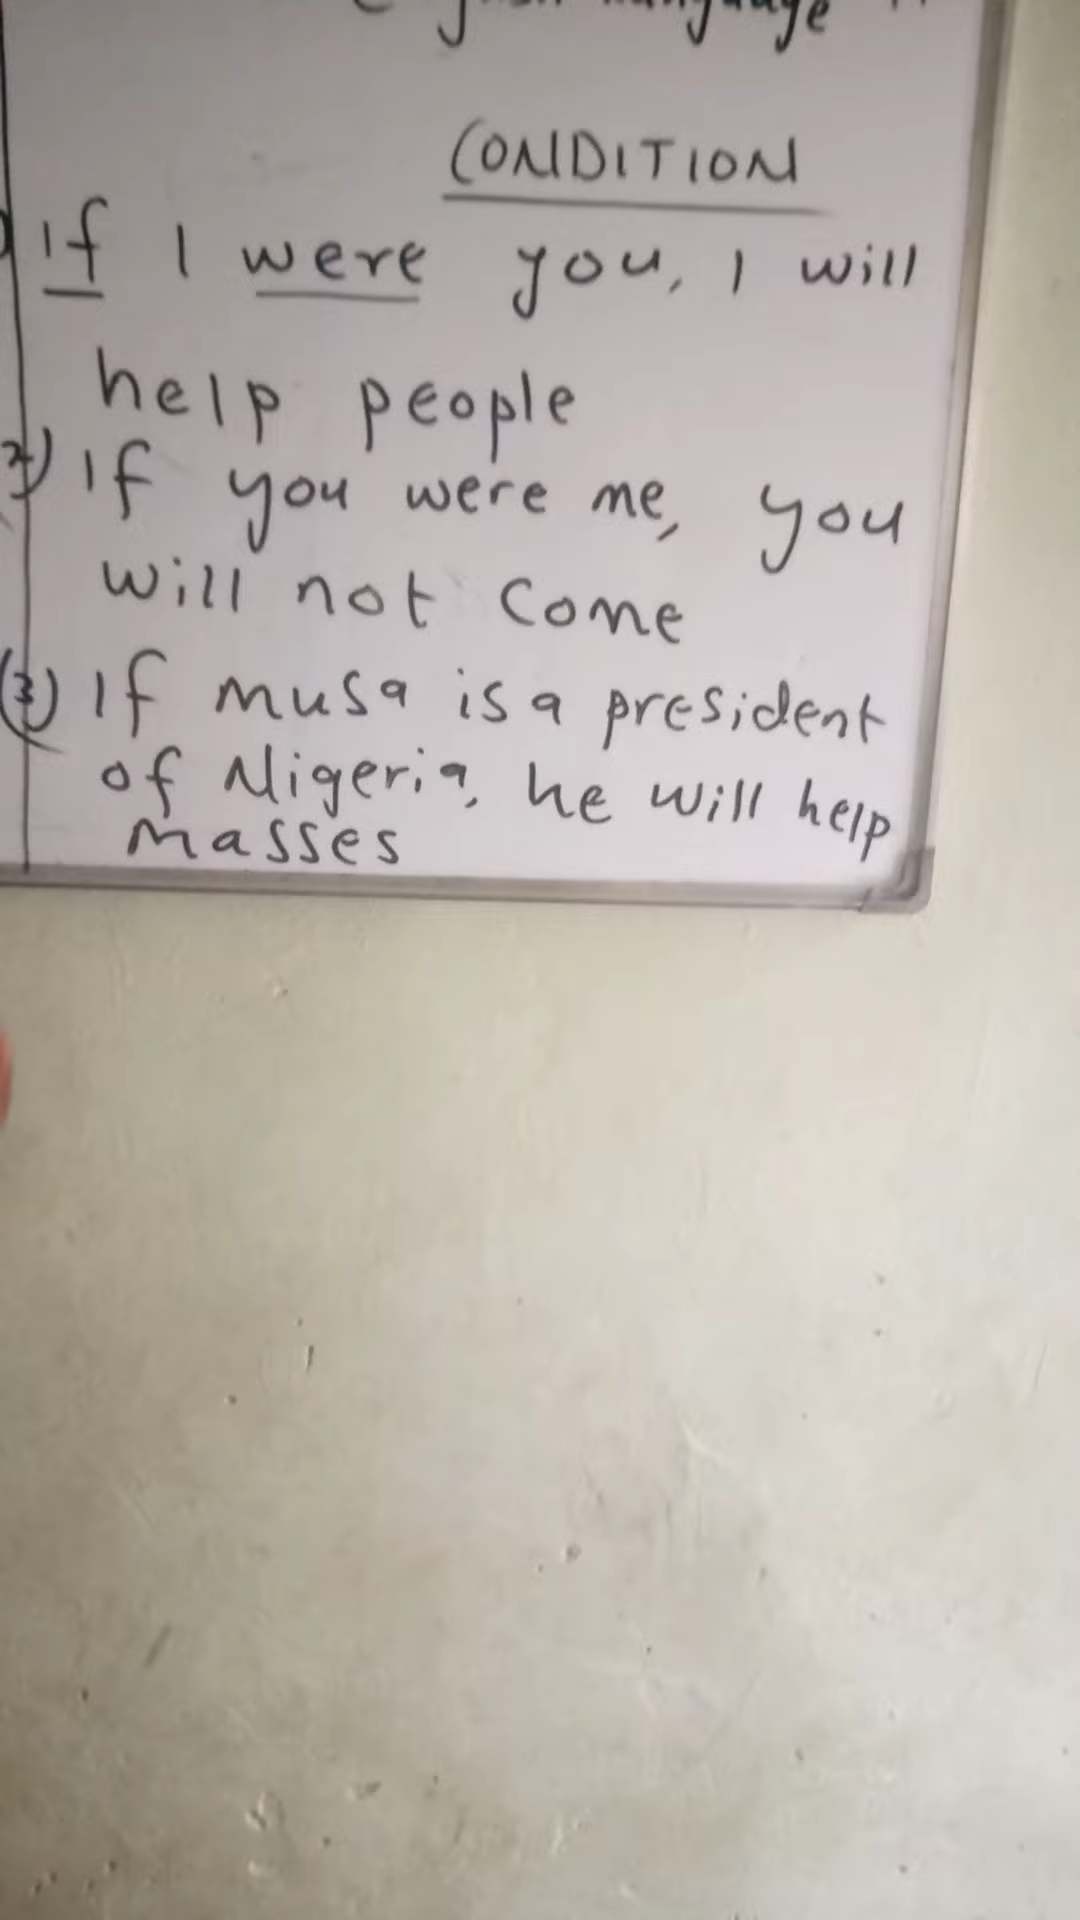 language
CONDITION
If I were you, I will
help people
2) If you were me, you
will not come
(3) If musa is a president
of Nigeria, he will help
masses